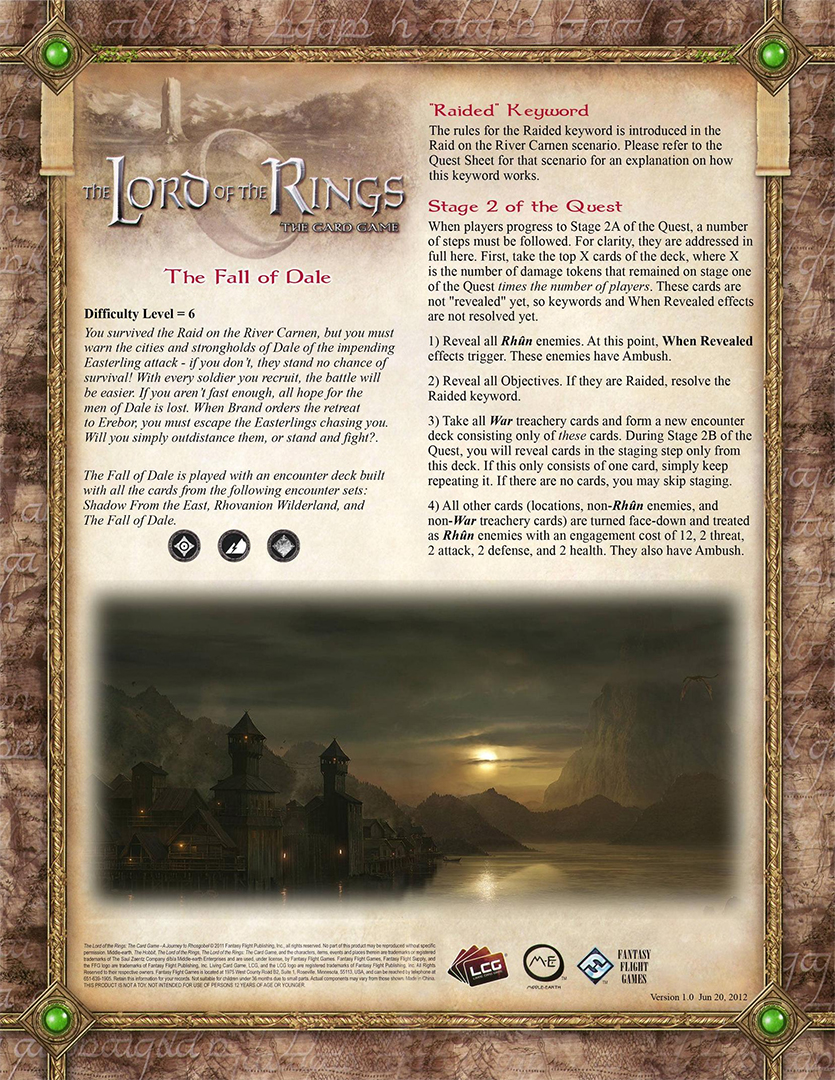 THE LORD OF THE RINGS
THE CARD GAME
The Fall of Dale
Difficulty Level = 6
You survived the Raid on the River Carnen, but you must
warn the cities and strongholds of Dale of the impending
Easterling attack - if you don't, they stand no chance of
survival! With every soldier you recruit, the battle will
be easier. If you aren't fast enough, all hope for the
men of Dale is lost. When Brand orders the retreat
to Erebor, you must escape the Easterlings chasing you.
Will you simply outdistance them, or stand and fight?.
The Fall of Dale is played with an encounter deck built
with all the cards from the following encounter sets:
Shadow From the East, Rhovanion Wilderland, and
The Fall of Dale.
"Raided" Keyword
The rules for the Raided keyword is introduced in the
Raid on the River Carnen scenario. Please refer to the
Quest Sheet for that scenario for an explanation on how
this keyword works.
Stage 2 of the Quest
When players progress to Stage 2A of the Quest, a number
of steps must be followed. For clarity, they are addressed in
full here. First, take the top X cards of the deck, where X
is the number of damage tokens that remained on stage one
of the Quest times the number of players. These cards are
not "revealed" yet, so keywords and When Revealed effects
are not resolved yet.
1) Reveal all Rhûn enemies. At this point, When Revealed
effects trigger. These enemies have Ambush.
2) Reveal all Objectives. If they are Raided, resolve the
Raided keyword.
3) Take all War treachery cards and form a new encounter
deck consisting only of these cards. During Stage 2B of the
Quest, you will reveal cards in the staging step only from
this deck. If this only consists of one card, simply keep
repeating it. If there are no cards, you may skip staging.
4) All other cards (locations, non-Rhûn enemies, and
non-War treachery cards) are turned face-down and treated
as Rhûn enemies with an engagement cost of 12, 2 threat,
2 attack, 2 defense, and 2 health. They also have Ambush.
The Lord of the Rings: The Card Game - A Journey to Rhosgobel © 2011 Fantasy Flight Publishing, Inc., all rights reserved. No part of this product may be reproduced without specific
permission. Middle-earth, The Hobbit, The Lord of the Rings, The Lord of the Rings: The Card Game, and the characters, items, events and places therein are trademarks or registered
trademarks of The Saul Zaentz Company d/b/a Middle-earth Enterprises and are used, under license, by Fantasy Flight Games. Fantasy Flight Games, Fantasy Flight Supply, and
the FFG logo are trademarks of Fantasy Flight Publishing, Inc. Living Card Game, LCG, and the LCG logo are registered trademarks of Fantasy Flight Publishing, Inc. All Rights
Reserved to their respective owners. Fantasy Flight Games is located at 1975 West County Road B2, Suite 1, Roseville, Minnesota, 55113, USA, and can be reached by telephone at
651-639-1905. Retain this information for your records. Not suitable for children under 36 months due to small parts. Actual components may vary from those shown. Made in China.
THIS PRODUCT IS NOT A TOY. NOT INTENDED FOR USE OF PERSONS 12 YEARS OF AGE OR YOUNGER.
LCG
ME
MIDDLE-EARTH
TM
FANTASY
FLIGHT
GAMES
TM
Version 1.0 Jun 20, 2012